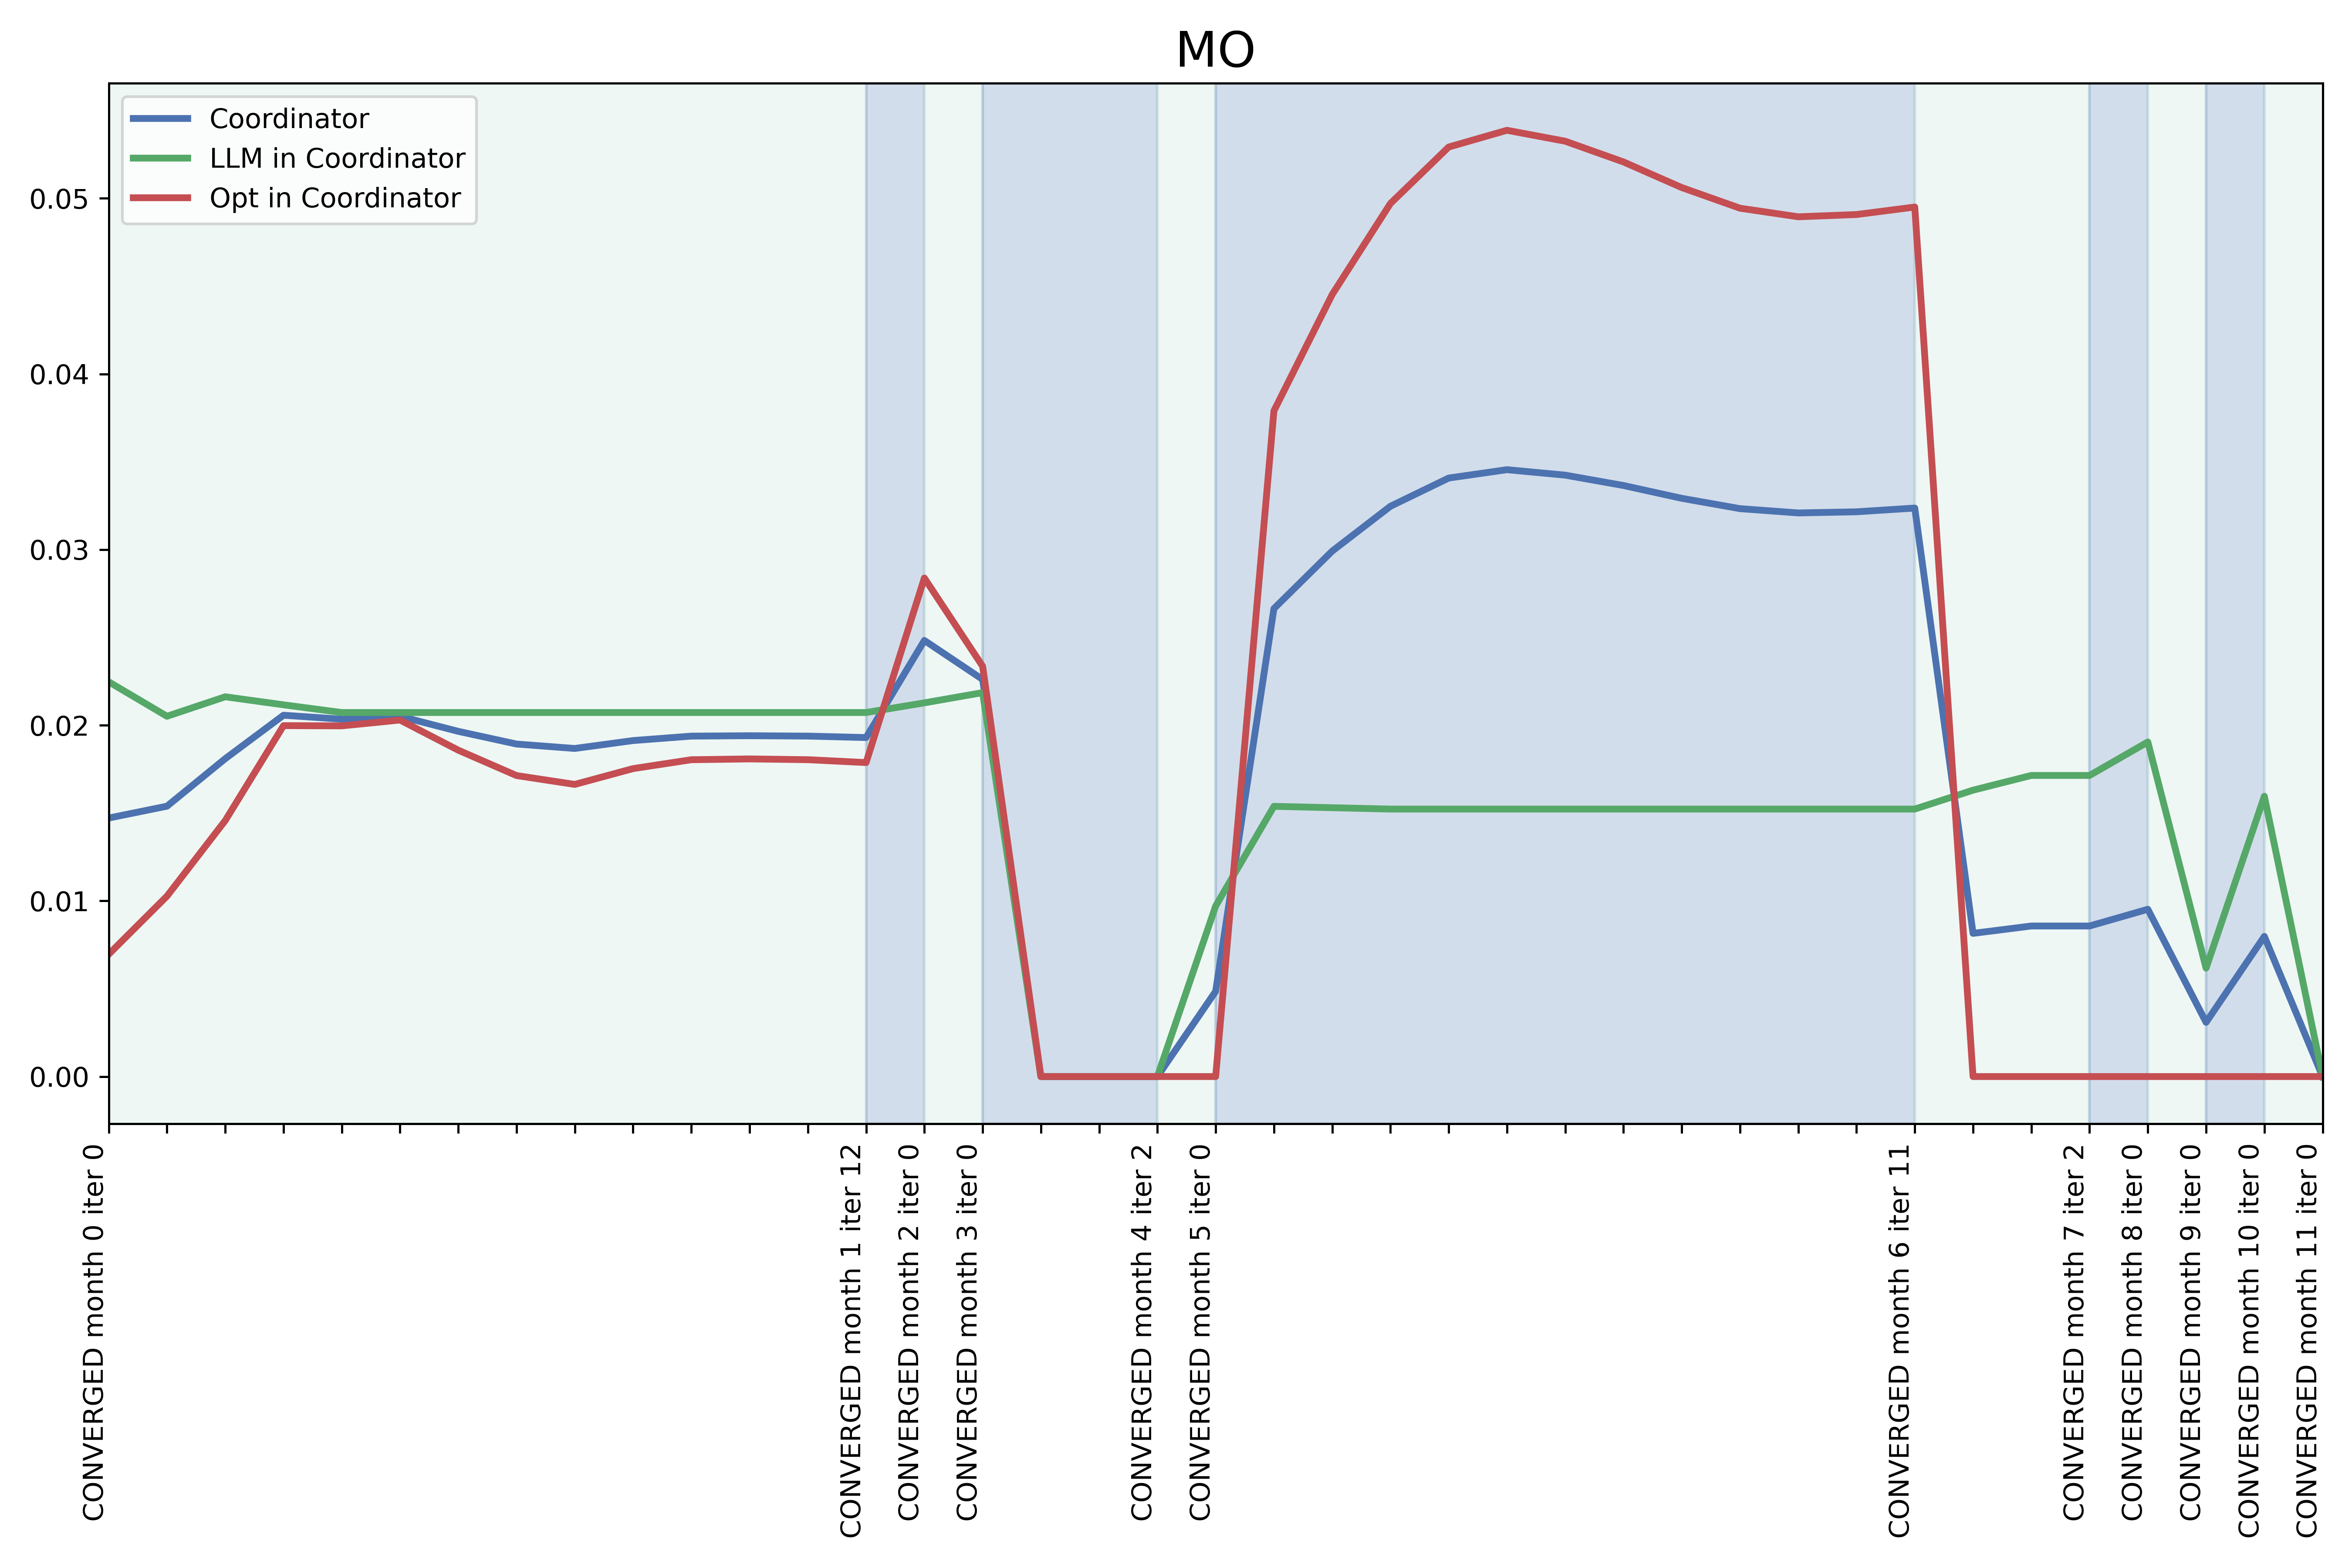 MO
Coordinator
LLM in Coordinator
Opt in Coordinator
0.05
0.04
0.03
0.02
0.01
0.00
CONVERGED month 0 iter 0
CONVERGED month 1 iter 12
CONVERGED month 2 iter 0
CONVERGED month 3 iter 0
CONVERGED month 4 iter 2
CONVERGED month 5 iter 0
CONVERGED month 6 iter 11
CONVERGED month 7 iter 2
CONVERGED month 8 iter 0
CONVERGED month 9 iter 0
CONVERGED month 10 iter 0
CONVERGED month 11 iter 0